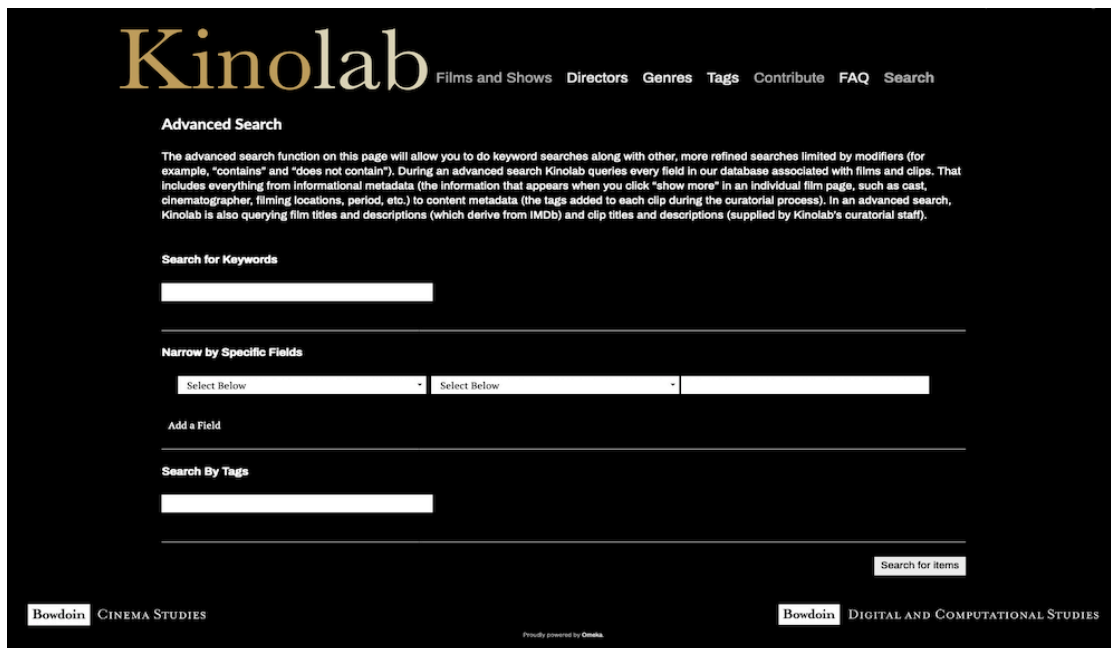 Kinolab Films and Shows Directors Genres Tags Contribute FAQ Search
Advanced Search
The advanced search function on this page will allow you to do keyword searches along with other, more refined searches limited by modifiers (for
example, “contains” and “does not contain”). During an advanced search Kinolab queries every field in our database associated with films and clips. That
includes everything from informational metadata (the information that appears when you click “show more” in an individual film page, such as cast,
cinematographer, filming locations, period, etc.) to content metadata (the tags added to each clip during the curatorial process). In an advanced search,
Kinolab is also querying film titles and descriptions (which derive from IMDb) and clip titles and descriptions (supplied by Kinolab’s curatorial staff).
Search for Keywords
Narrow by Specific Fields
Select Below Select Below
Add a Field
Search By Tags
Search for items
Bowdoin CINEMA STUDIES Bowdoin DIGITAL AND COMPUTATIONAL STUDIES
Proudly powered by Omeka.